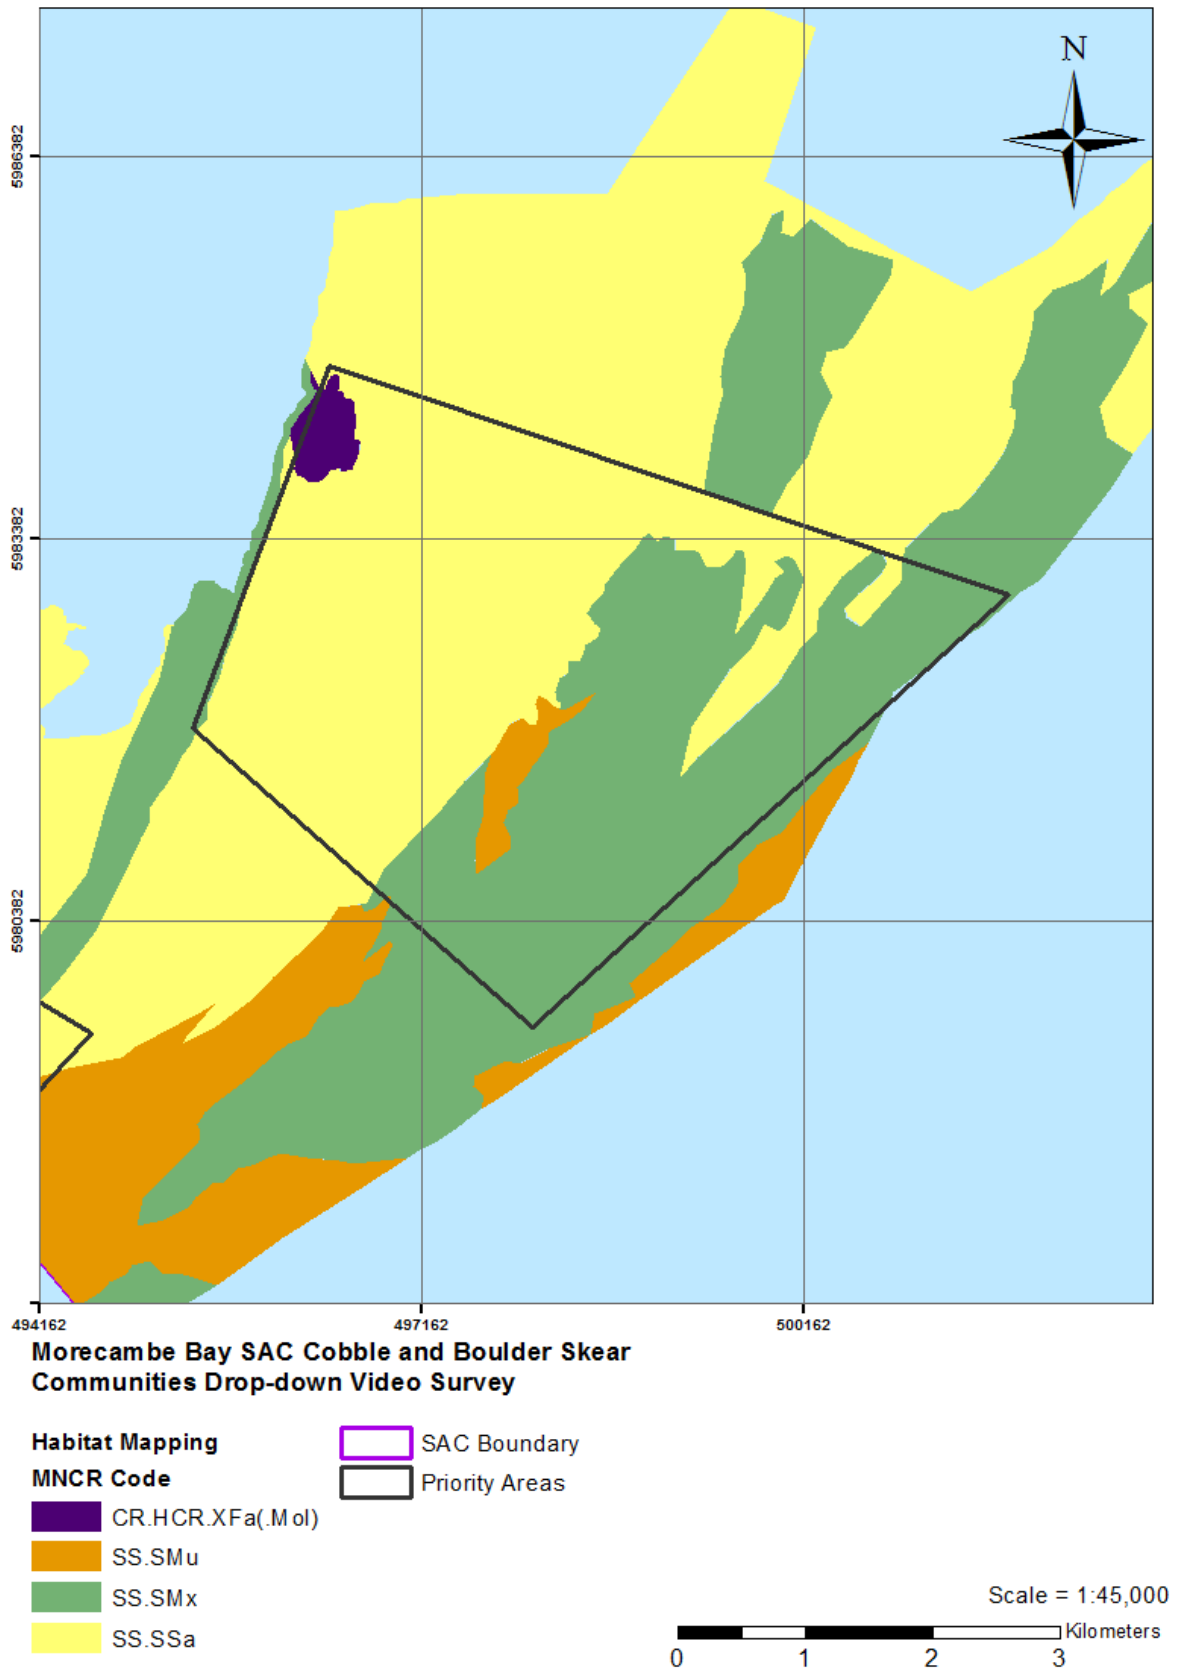 N
5986382
5983382
5980382
494162
497162
500162
Morecambe Bay SAC Cobble and Boulder Skear
Communities Drop-down Video Survey
Habitat Mapping
MNCR Code
CR.HCR.XFa(.Mol)
SS.SMu
SS.SMx
SS.SSa
SAC Boundary
Priority Areas
Scale = 1:45,000
Kilometers
0 1 2 3